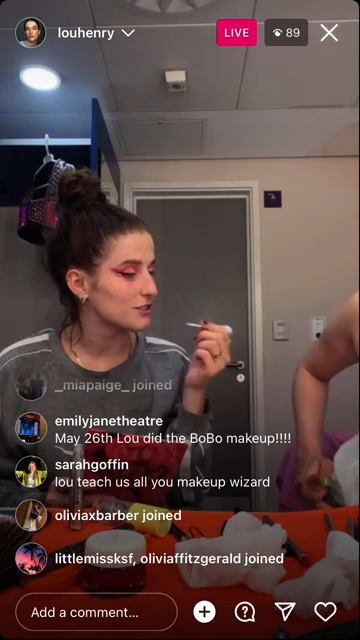 louhenry
LIVE
89
_miapaige_ joined
emilyjanetheatre
May 26th Lou did the BoBo makeup!!!!
sarahgoffin
lou teach us all you makeup wizard
oliviaxbarber joined
littlemissksf, oliviaffitzgerald joined
Add a comment...